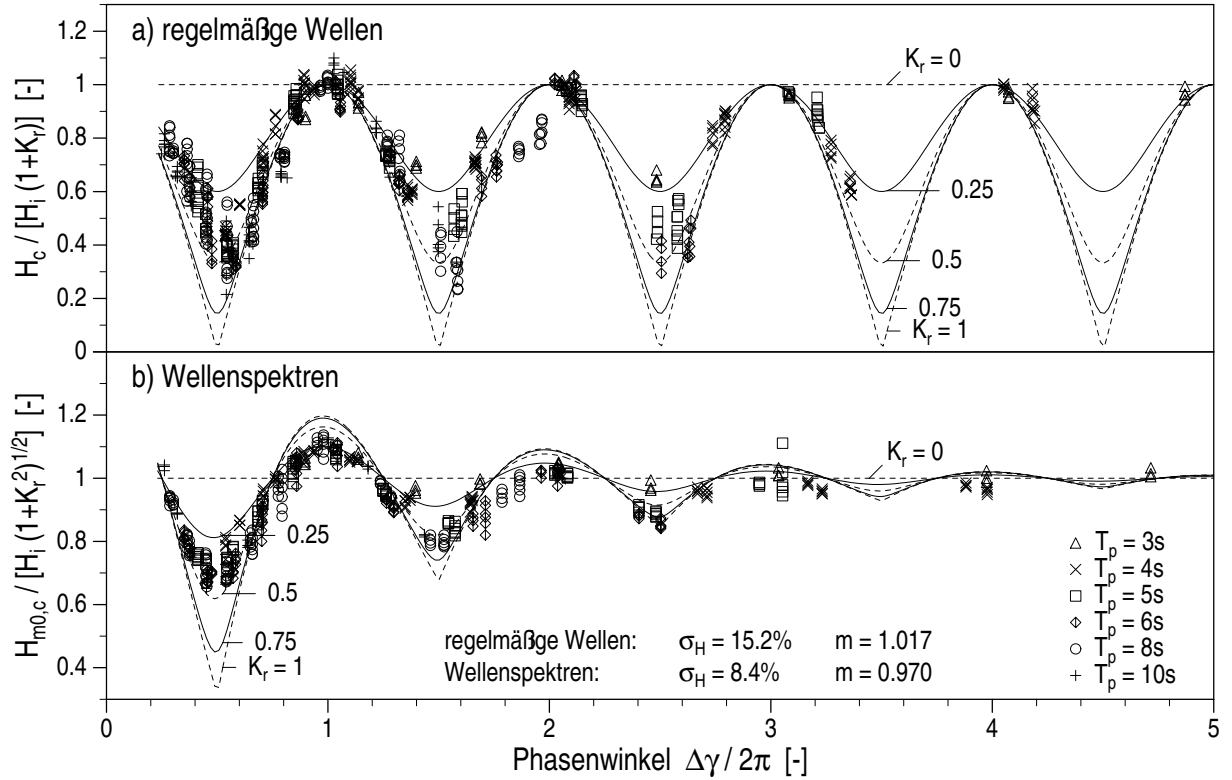 a) regelmäßige Wellen
H_c / [H_i (1+K_r)] [-]
1.2
1
0.8
0.6
0.4
0.2
0
K_r = 0
0.25
0.5
0.75
K_r = 1
b) Wellenspektren
H_m0,c / [H_i (1+K_r^2)^1/2] [-]
1.2
1
0.8
0.6
0.4
K_r = 0
0.25
0.5
0.75
K_r = 1
regelmäßige Wellen: σ_H = 15.2% m = 1.017
Wellenspektren: σ_H = 8.4% m = 0.970
T_p = 3s
T_p = 4s
T_p = 5s
T_p = 6s
T_p = 8s
T_p = 10s
0 1 2 3 4 5
Phasenwinkel Δγ / 2π [-]